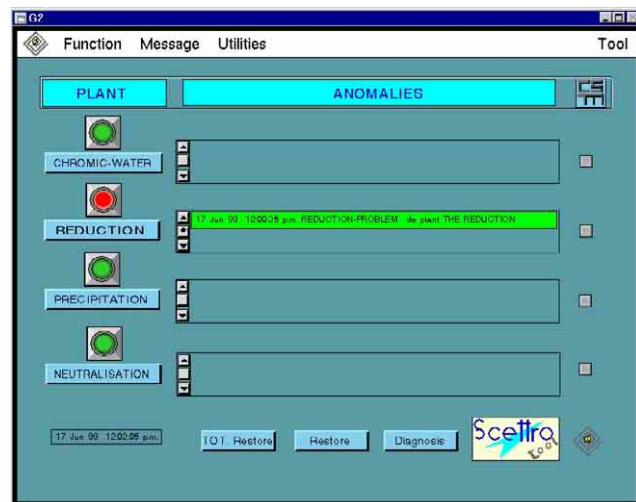 G2
Function Message Utilities Tool
PLANT ANOMALIES
CHROMIC-WATER
17 Jun 99 12:00:35 p.m. REDUCTION-PROBLEM de plant THE REDUCTION
REDUCTION
PRECIPITATION
NEUTRALISATION
17 Jun 99 12:02:05 p.m. TOT. Restore Restore Diagnosis Scettro tool